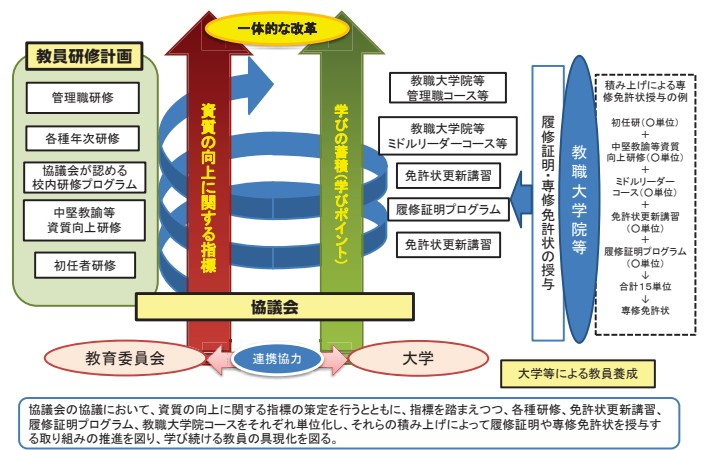 一体的な改革
教員研修計画
管理職研修
各種年次研修
協議会が認める
校内研修プログラム
中堅教諭等
資質向上研修
初任者研修
資質の向上に関する指標
学びの蓄積(学びポイント)
教職大学院等
管理職コース等
教職大学院等
ミドルリーダーコース等
免許状更新講習
履修証明プログラム
免許状更新講習
履修証明・専修免許状の授与
教職大学院等
積み上げによる専
修免許状授与の例
初任研(〇単位)
+
中堅教諭等資質
向上研修(〇単位)
+
ミドルリーダー
コース(〇単位)
+
免許状更新講習
(〇単位)
+
履修証明プログラム
(〇単位)
↓
合計15単位
↓
専修免許状
協議会
教育委員会
連携協力
大学
大学等による教員養成
協議会の協議において、資質の向上に関する指標の策定を行うとともに、指標を踏まえつつ、各種研修、免許状更新講習、
履修証明プログラム、教職大学院コースをそれぞれ単位化し、それらの積み上げによって履修証明や専修免許状を授与す
る取り組みの推進を図り、学び続ける教員の具現化を図る。